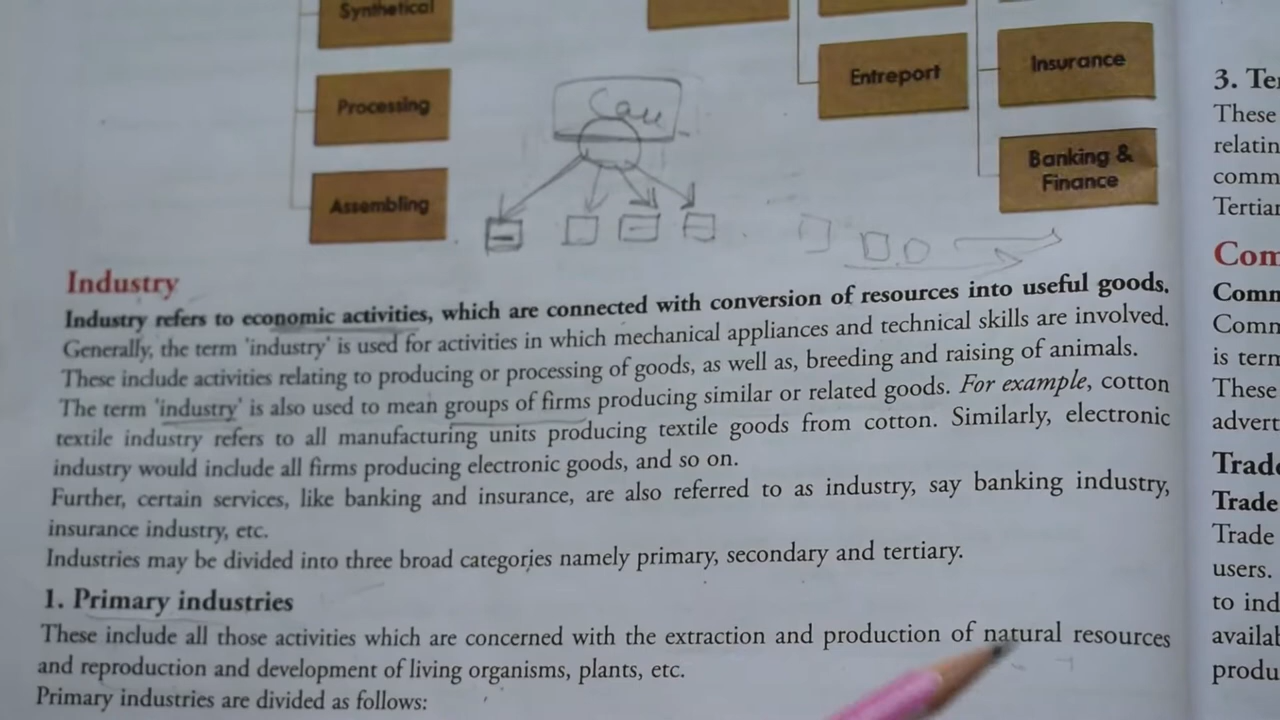 Synthetical
Processing
Assembling
Entreport
Insurance
Banking &
Finance
Industry
Industry refers to economic activities, which are connected with conversion of resources into useful goods.
Generally, the term 'industry' is used for activities in which mechanical appliances and technical skills are involved.
These include activities relating to producing or processing of goods, as well as, breeding and raising of animals.
The term 'industry' is also used to mean groups of firms producing similar or related goods. For example, cotton
textile industry refers to all manufacturing units producing textile goods from cotton. Similarly, electronic
industry would include all firms producing electronic goods, and so on.
Further, certain services, like banking and insurance, are also referred to as industry, say banking industry,
insurance industry, etc.
Industries may be divided into three broad categories namely primary, secondary and tertiary.
1. Primary industries
These include all those activities which are concerned with the extraction and production of natural resources
and reproduction and development of living organisms, plants, etc.
Primary industries are divided as follows:
3. Te
These
relatin
comm
Tertiar
Com
Comm
Comm
is term
These
advert
Trade
Trade
Trade
users.
to ind
availab
produ